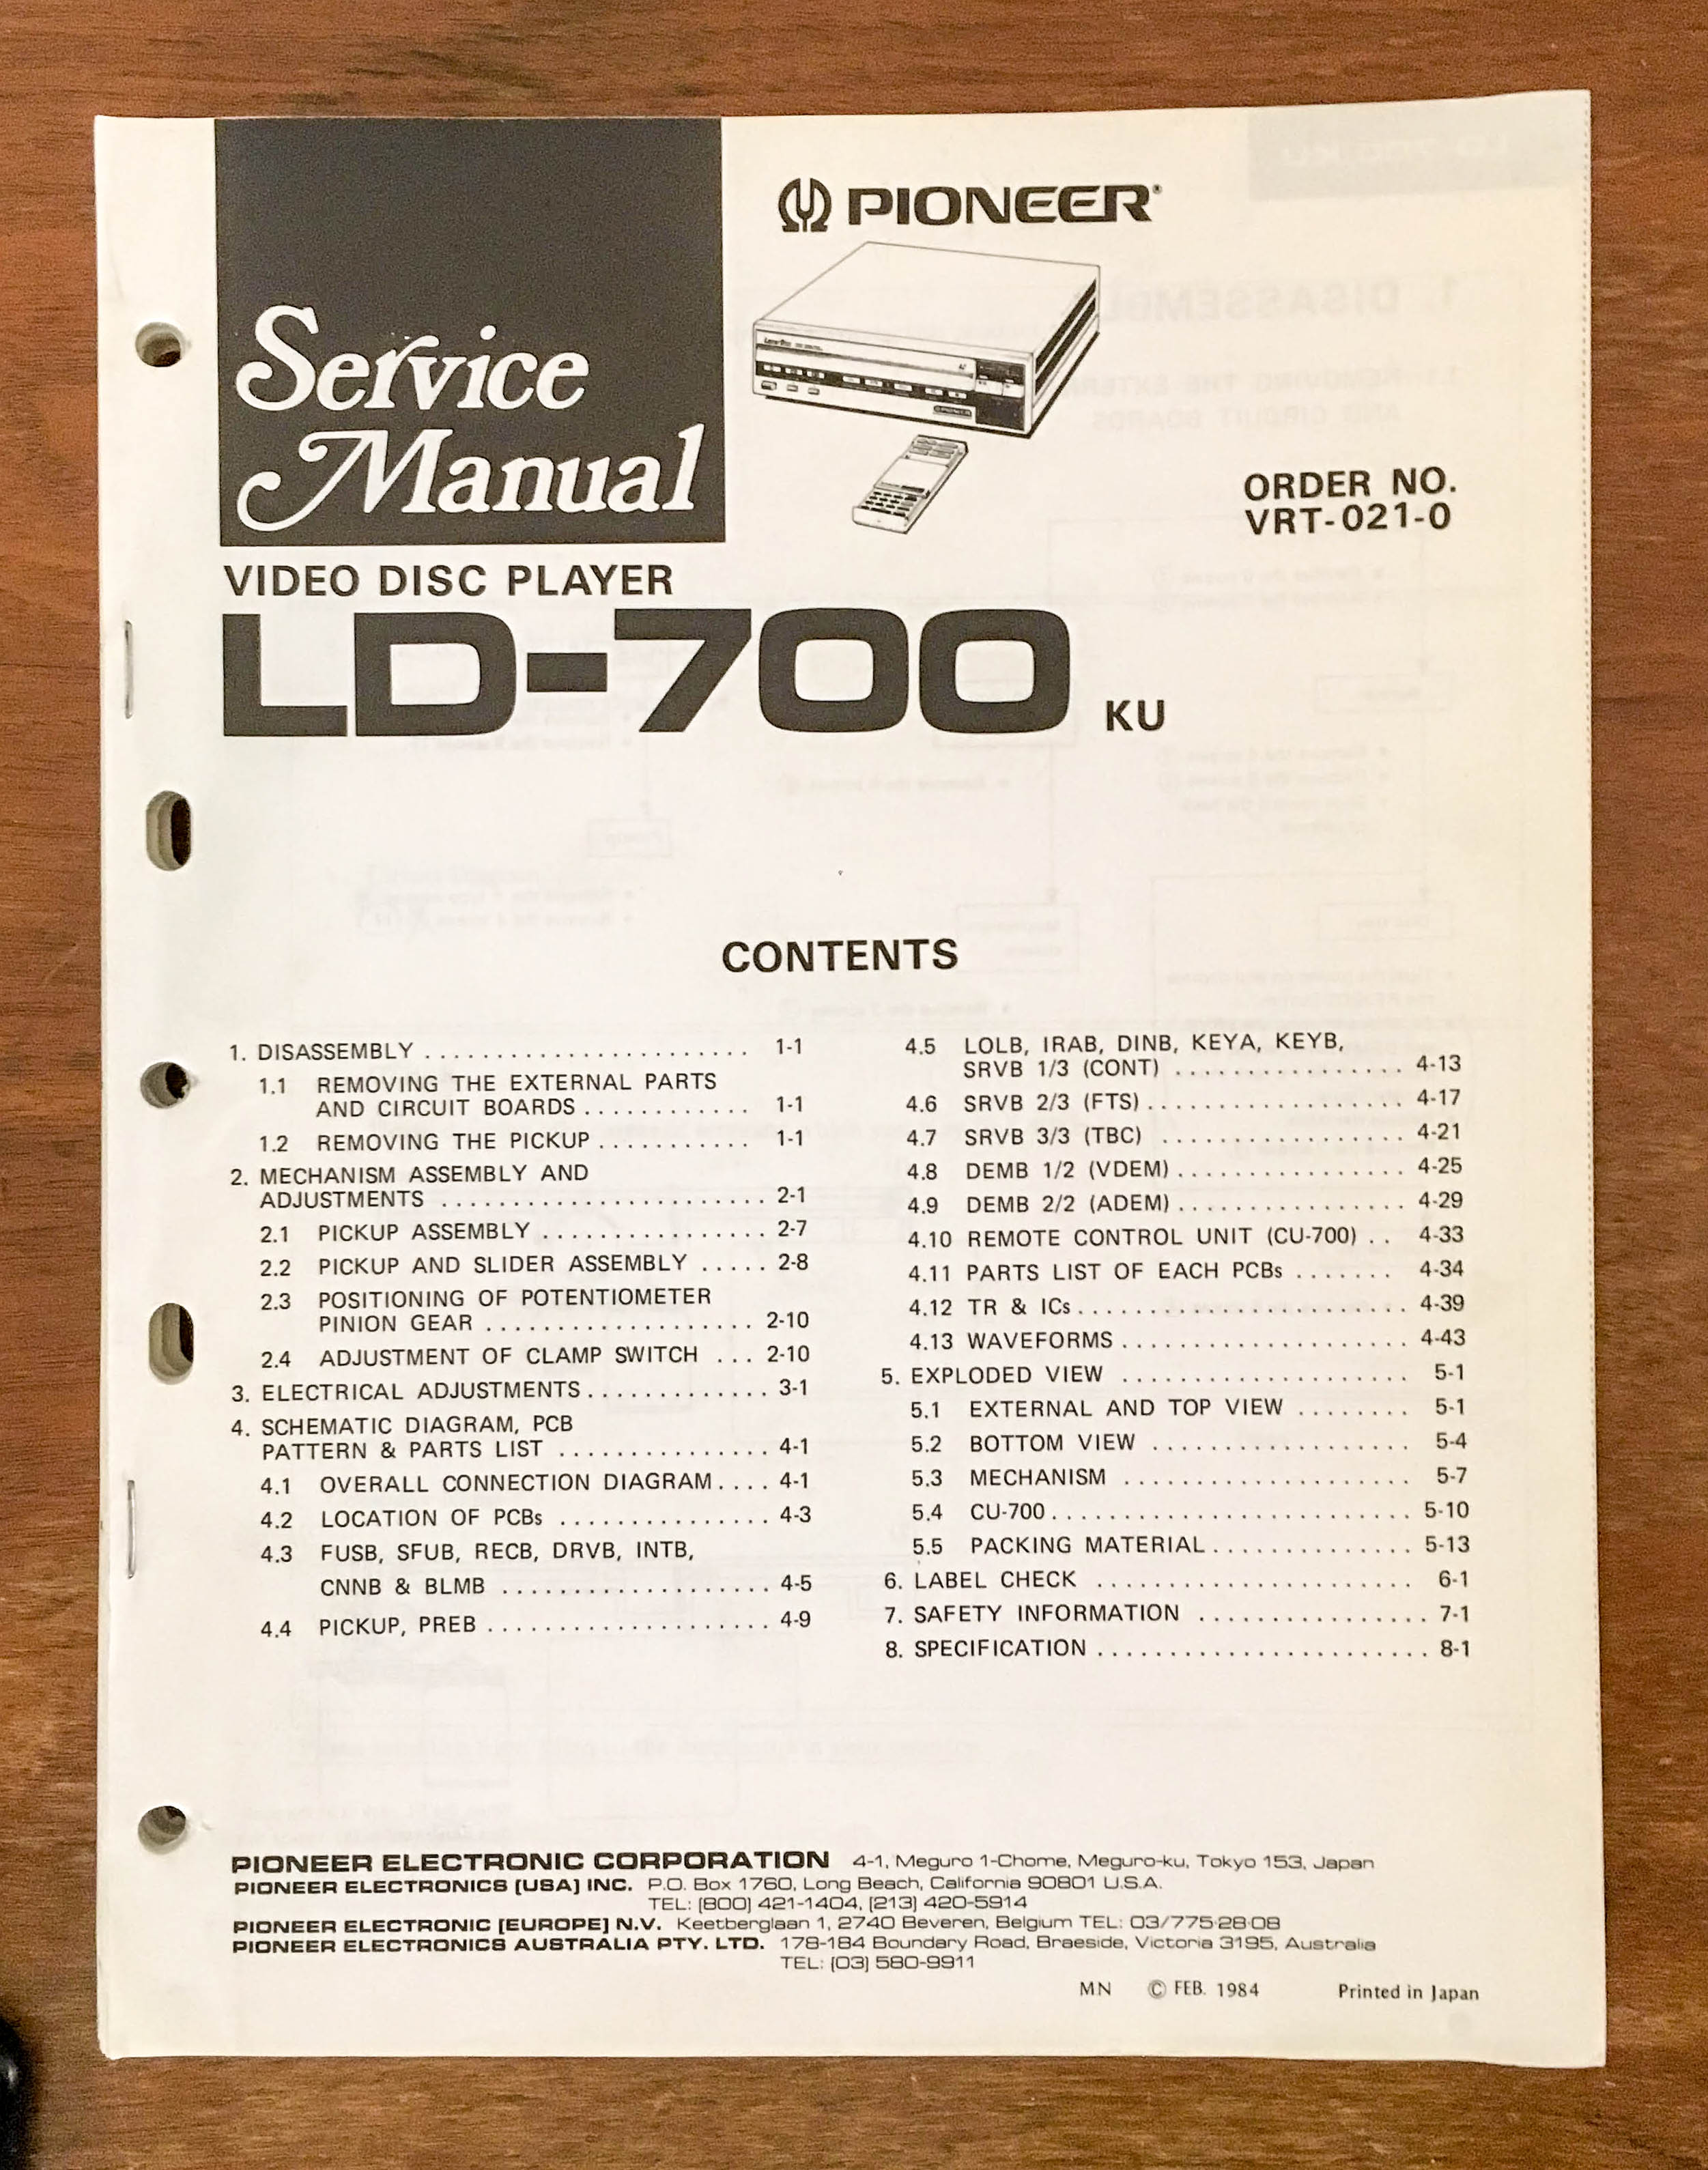 Service
Manual
PIONEER®
PIONEER
ORDER NO.
VRT-021-0
VIDEO DISC PLAYER
LD-700 KU
CONTENTS
1. DISASSEMBLY ....................... 1-1
1.1 REMOVING THE EXTERNAL PARTS
AND CIRCUIT BOARDS ............ 1-1
1.2 REMOVING THE PICKUP ........... 1-1
2. MECHANISM ASSEMBLY AND
ADJUSTMENTS ....................... 2-1
2.1 PICKUP ASSEMBLY ................ 2-7
2.2 PICKUP AND SLIDER ASSEMBLY ..... 2-8
2.3 POSITIONING OF POTENTIOMETER
PINION GEAR ................... 2-10
2.4 ADJUSTMENT OF CLAMP SWITCH ... 2-10
3. ELECTRICAL ADJUSTMENTS ............. 3-1
4. SCHEMATIC DIAGRAM, PCB
PATTERN & PARTS LIST ............... 4-1
4.1 OVERALL CONNECTION DIAGRAM .... 4-1
4.2 LOCATION OF PCBs ............... 4-3
4.3 FUSB, SFUB, RECB, DRVB, INTB,
CNNB & BLMB ................... 4-5
4.4 PICKUP, PREB .................... 4-9
4.5 LOLB, IRAB, DINB, KEYA, KEYB,
SRVB 1/3 (CONT) ................ 4-13
4.6 SRVB 2/3 (FTS) .................. 4-17
4.7 SRVB 3/3 (TBC) ................. 4-21
4.8 DEMB 1/2 (VDEM) ................ 4-25
4.9 DEMB 2/2 (ADEM) ................ 4-29
4.10 REMOTE CONTROL UNIT (CU-700) .. 4-33
4.11 PARTS LIST OF EACH PCBs ....... 4-34
4.12 TR & ICs ....................... 4-39
4.13 WAVEFORMS .................... 4-43
5. EXPLODED VIEW .................... 5-1
5.1 EXTERNAL AND TOP VIEW ........ 5-1
5.2 BOTTOM VIEW .................. 5-4
5.3 MECHANISM .................... 5-7
5.4 CU-700 ......................... 5-10
5.5 PACKING MATERIAL .............. 5-13
6. LABEL CHECK ...................... 6-1
7. SAFETY INFORMATION ................ 7-1
8. SPECIFICATION ....................... 8-1
PIONEER ELECTRONIC CORPORATION 4-1, Meguro 1-Chome, Meguro-ku, Tokyo 153, Japan
PIONEER ELECTRONICS [USA] INC. P.O. Box 1760, Long Beach, California 90801 U.S.A.
TEL: [800] 421-1404, [213] 420-5914
PIONEER ELECTRONIC [EUROPE] N.V. Keetberglaan 1, 2740 Beveren, Belgium TEL: 03/775·28·08
PIONEER ELECTRONICS AUSTRALIA PTY. LTD. 178-184 Boundary Road, Braeside, Victoria 3195, Australia
TEL: [03] 580-9911
MN © FEB. 1984 Printed in Japan